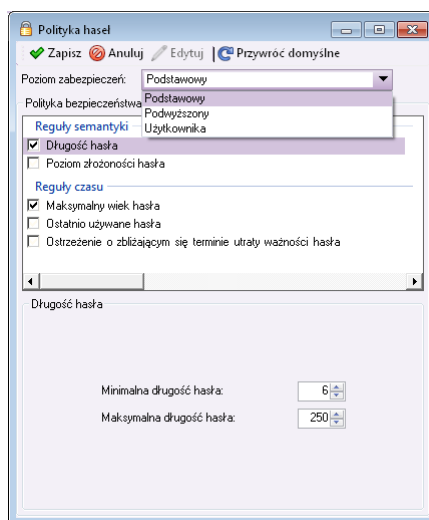 Polityka haseł
Zapisz Anuluj Edytuj Przywróć domyślne
Poziom zabezpieczeń: Podstawowy
Podstawowy
Polityka bezpieczeństwa
Podwyższony
Użytkownika
Reguły semantyki
Długość hasła
Poziom złożoności hasła
Reguły czasu
Maksymalny wiek hasła
Ostatnio używane hasła
Ostrzeżenie o zbliżającym się terminie utraty ważności hasła
Długość hasła
Minimalna długość hasła: 6
Maksymalna długość hasła: 250